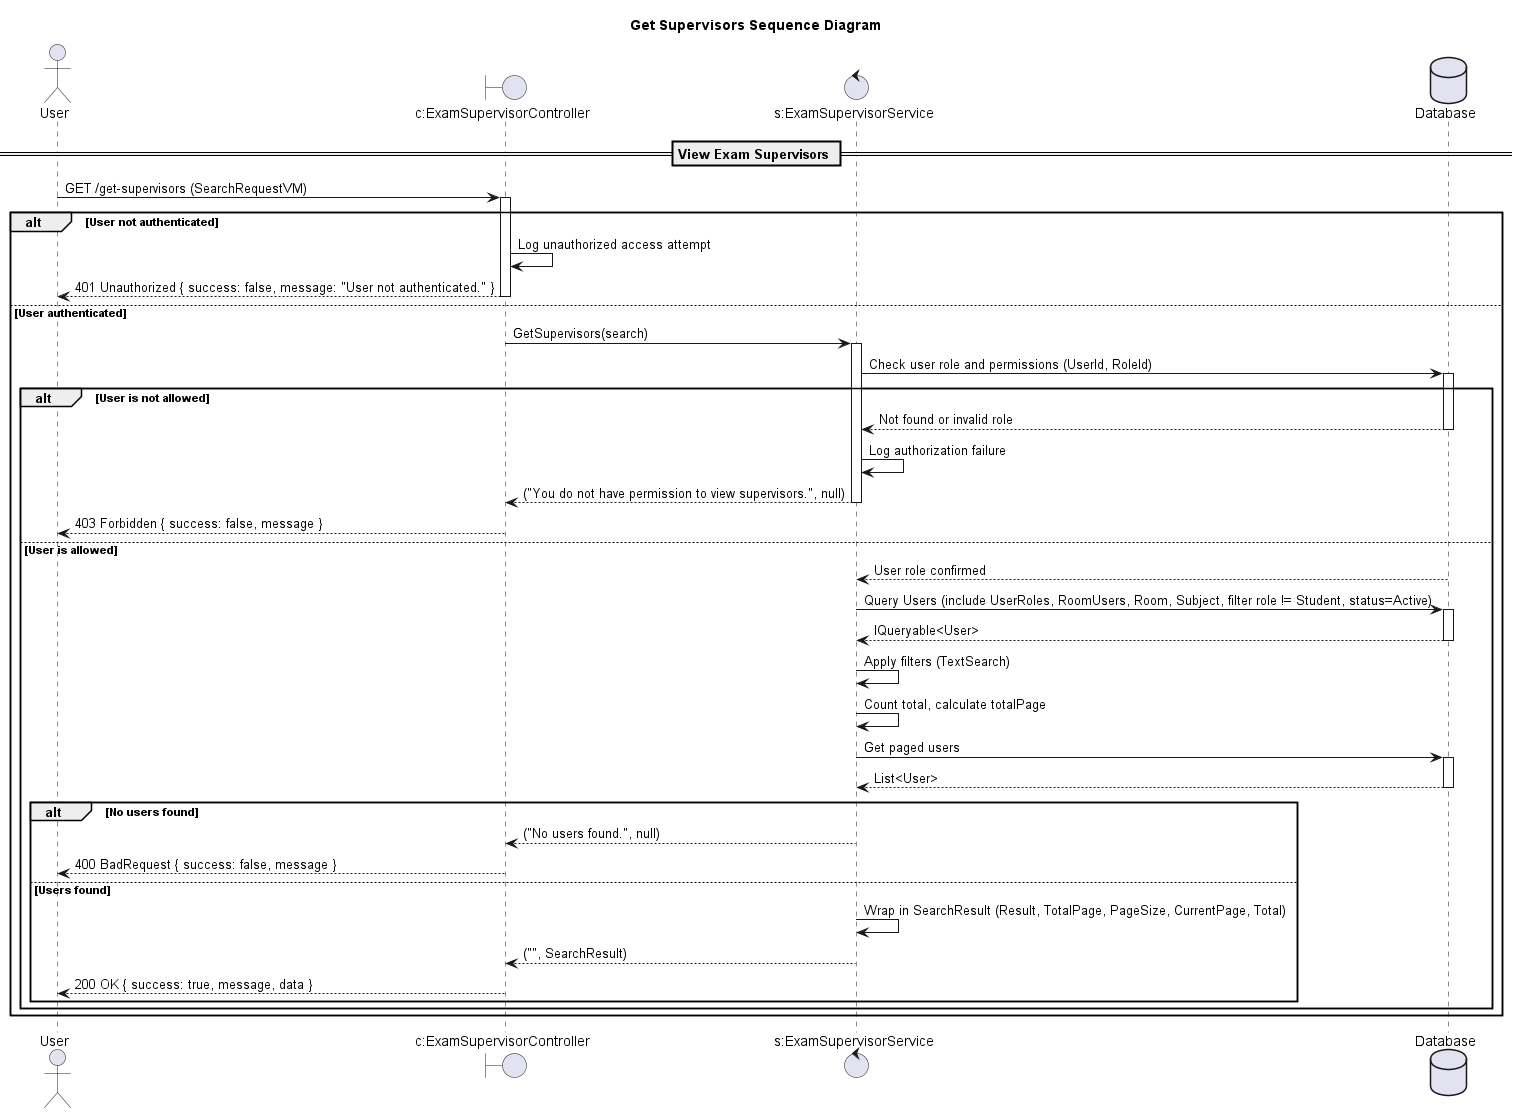 Get Supervisors Sequence Diagram
User
c:ExamSupervisorController
s:ExamSupervisorService
Database
View Exam Supervisors
GET /get-supervisors (SearchRequestVM)
alt
[User not authenticated]
Log unauthorized access attempt
401 Unauthorized { success: false, message: "User not authenticated." }
[User authenticated]
GetSupervisors(search)
Check user role and permissions (UserId, RoleId)
alt
[User is not allowed]
Not found or invalid role
Log authorization failure
("You do not have permission to view supervisors.", null)
403 Forbidden { success: false, message }
[User is allowed]
User role confirmed
Query Users (include UserRoles, RoomUsers, Room, Subject, filter role != Student, status=Active)
IQueryable<User>
Apply filters (TextSearch)
Count total, calculate totalPage
Get paged users
List<User>
alt
[No users found]
("No users found.", null)
400 BadRequest { success: false, message }
[Users found]
Wrap in SearchResult (Result, TotalPage, PageSize, CurrentPage, Total)
("", SearchResult)
200 OK { success: true, message, data }
User
c:ExamSupervisorController
s:ExamSupervisorService
Database